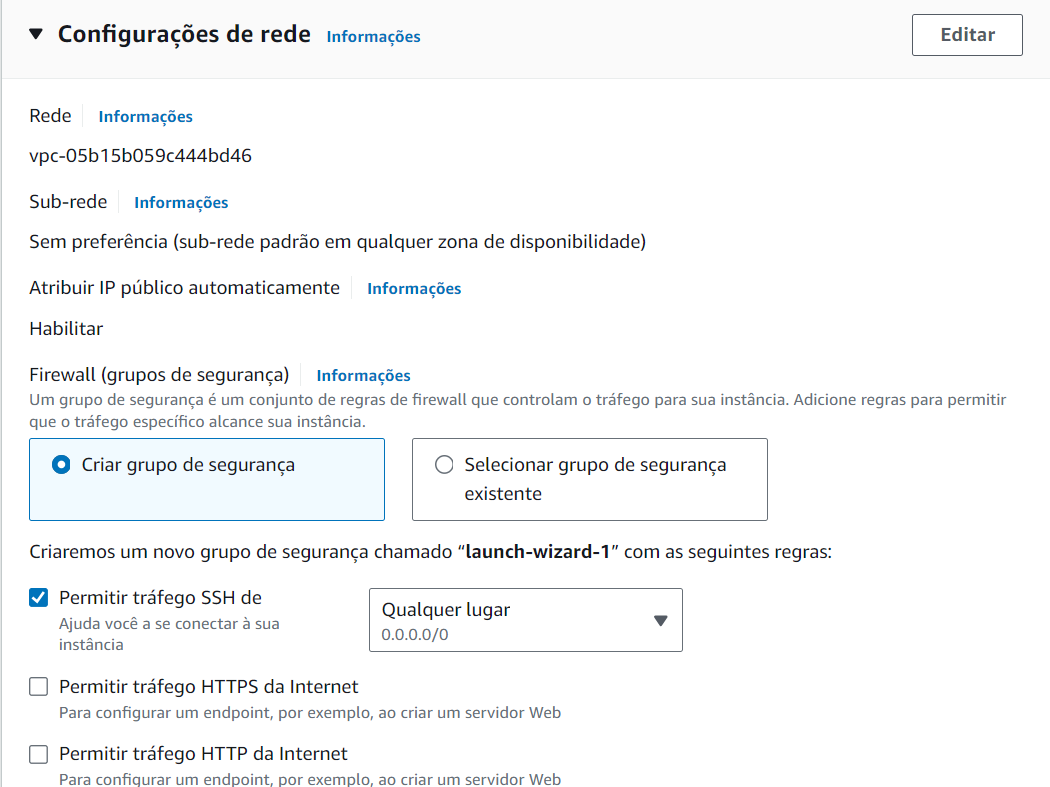 Configurações de rede Informações Editar
Rede Informações
vpc-05b15b059c444bd46
Sub-rede Informações
Sem preferência (sub-rede padrão em qualquer zona de disponibilidade)
Atribuir IP público automaticamente Informações
Habilitar
Firewall (grupos de segurança) Informações
Um grupo de segurança é um conjunto de regras de firewall que controlam o tráfego para sua instância. Adicione regras para permitir
que o tráfego específico alcance sua instância.
Criar grupo de segurança
Selecionar grupo de segurança
existente
Criaremos um novo grupo de segurança chamado “launch-wizard-1” com as seguintes regras:
Permitir tráfego SSH de
Ajuda você a se conectar à sua
instância
Qualquer lugar
0.0.0.0/0
Permitir tráfego HTTPS da Internet
Para configurar um endpoint, por exemplo, ao criar um servidor Web
Permitir tráfego HTTP da Internet
Para configurar um endpoint, por exemplo, ao criar um servidor Web